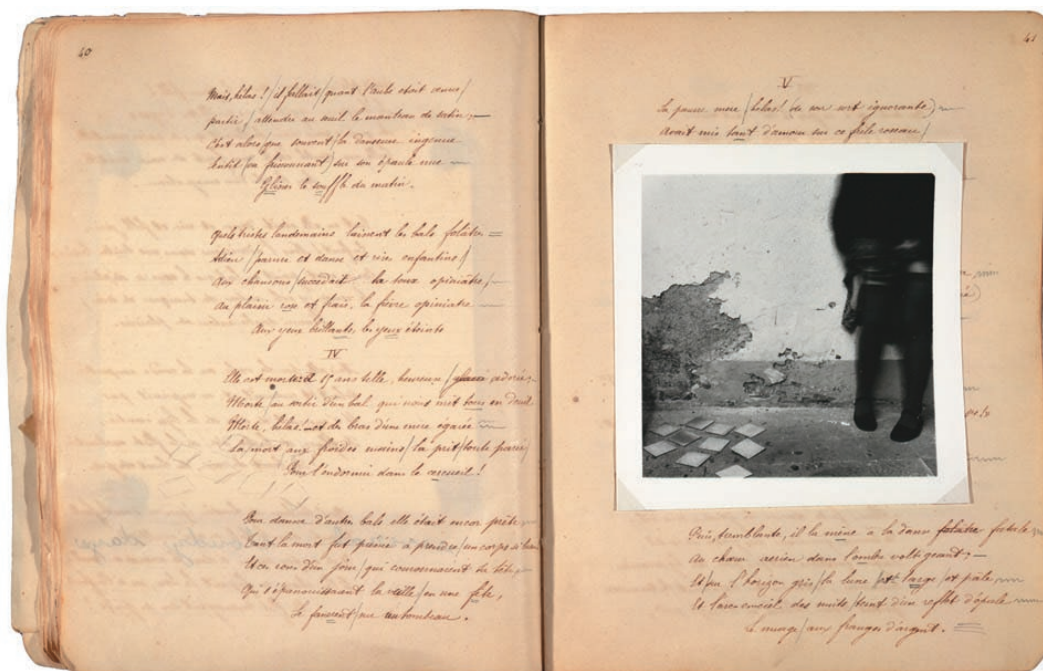 40
Mais, hélas! / il fallait / quant l'aube était venue /
partir / attendre au seuil le manteau de satin, —
C'est alors / que souvent / la danseuse ingénue
Sentit (en frissonnant) sur son épaule nue
Glisser le souffle du matin.
Quels tristes lendemains laissent les bals folâtres
Adieu / parure et danse et rire enfantins /
Aux chansons / succédait la toux opiniâtre /
Au plaisir rose et frais, la fièvre opiniatre
Aux yeux brillants, les yeux éteints
IV
Elle est morte à 15 ans belle, heureuse / adorée;
Morte / au sortir d'un bal qui nous mit tous en deuil
Morte, hélas! des bras d'une mère égarée
La mort aux froides mains / la prit / toute parée /
Pour l'endormir dans le cercueil!
Pour danser d'autres bals elle était encor prête
Tant la mort fut pressée à prendre / un corps si beau
Et ces roses d'un jour / qui couronnaient sa tête
Qui s'épanouissaient la veille / en une fête,
Se fanèrent / tombeau.
41
V
Sa pauvre mère / hélas! (de son sort ignorante)
Avait mis tant d'amour sur ce frêle roseau /
Puis, tremblante, il la mène à la danse folâtre fatale
Au chœur aérien dans l'ombre voltigeant; —
Et sur l'horizon gris / la lune / est large / et pâle
Et l'arc-en-ciel des nuits / teint d'un reflet d'opale
Le nuage / aux franges d'argent.